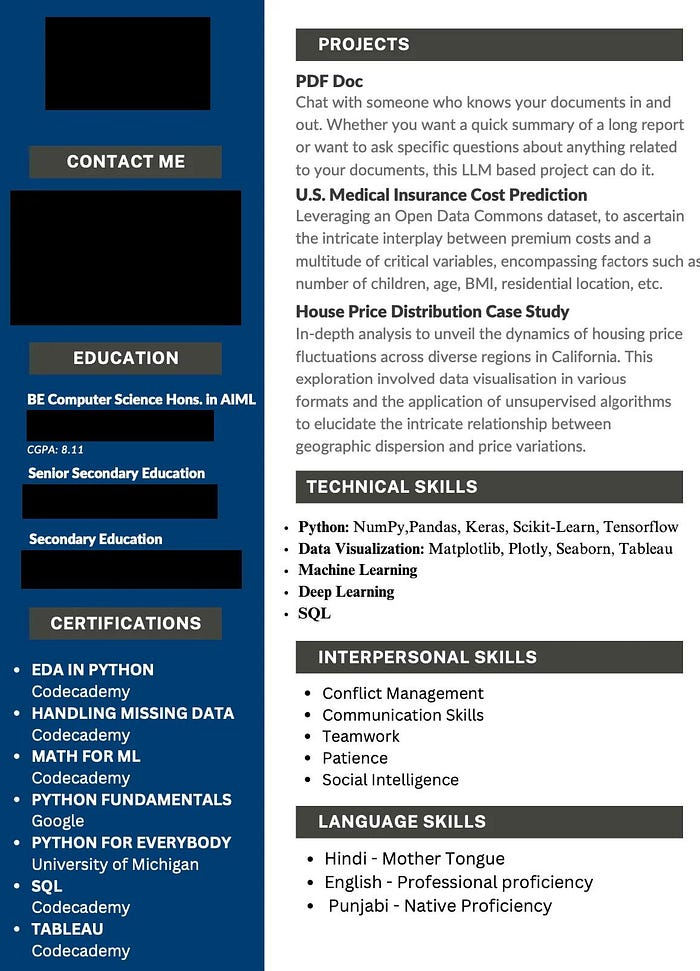 CONTACT ME
EDUCATION
BE Computer Science Hons. in AIML
CGPA: 8.11
Senior Secondary Education
Secondary Education
CERTIFICATIONS
• EDA IN PYTHON
Codecademy
• HANDLING MISSING DATA
Codecademy
• MATH FOR ML
Codecademy
• PYTHON FUNDAMENTALS
Google
• PYTHON FOR EVERYBODY
University of Michigan
• SQL
Codecademy
• TABLEAU
Codecademy
PROJECTS
PDF Doc
Chat with someone who knows your documents in and
out. Whether you want a quick summary of a long report
or want to ask specific questions about anything related
to your documents, this LLM based project can do it.
U.S. Medical Insurance Cost Prediction
Leveraging an Open Data Commons dataset, to ascertain
the intricate interplay between premium costs and a
multitude of critical variables, encompassing factors such as
number of children, age, BMI, residential location, etc.
House Price Distribution Case Study
In-depth analysis to unveil the dynamics of housing price
fluctuations across diverse regions in California. This
exploration involved data visualisation in various
formats and the application of unsupervised algorithms
to elucidate the intricate relationship between
geographic dispersion and price variations.
TECHNICAL SKILLS
• Python: NumPy,Pandas, Keras, Scikit-Learn, Tensorflow
• Data Visualization: Matplotlib, Plotly, Seaborn, Tableau
• Machine Learning
• Deep Learning
• SQL
INTERPERSONAL SKILLS
• Conflict Management
• Communication Skills
• Teamwork
• Patience
• Social Intelligence
LANGUAGE SKILLS
• Hindi - Mother Tongue
• English - Professional proficiency
• Punjabi - Native Proficiency